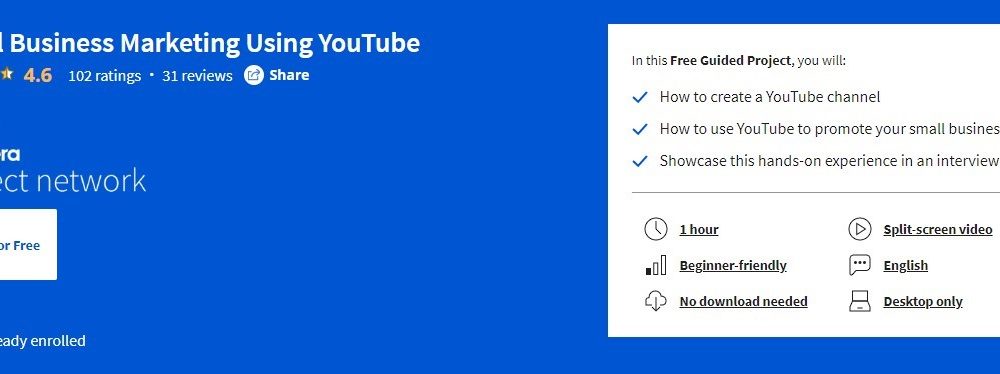 l Business Marketing Using YouTube
4.6 102 ratings • 31 reviews Share
era
ect network
or Free
eady enrolled
In this Free Guided Project, you will:
How to create a YouTube channel
How to use YouTube to promote your small busines
Showcase this hands-on experience in an interview
1 hour
Split-screen video
Beginner-friendly
English
No download needed
Desktop only